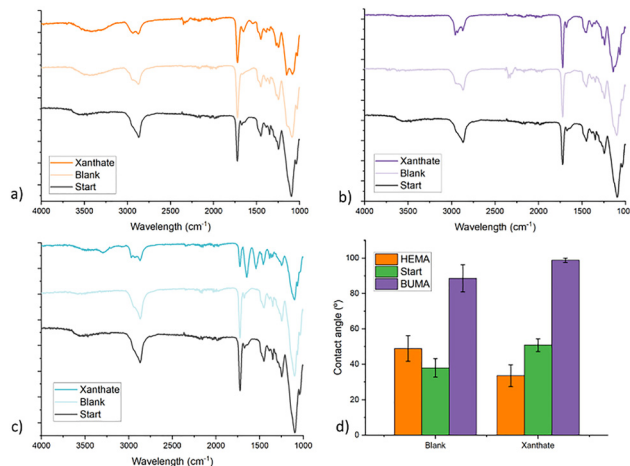 Xanthate
Blank
Start
a)
4000 3500 3000 2500 2000 1500 1000
Wavelength (cm-1)
Xanthate
Blank
Start
b)
4000 3500 3000 2500 2000 1500 100
Wavelength (cm-1)
Xanthate
Blank
Start
c)
4000 3500 3000 2500 2000 1500 1000
Wavelength (cm-1)
HEMA
Start
BUMA
100
80
60
40
20
0
Contact angle (º)
d)
Blank Xanthate